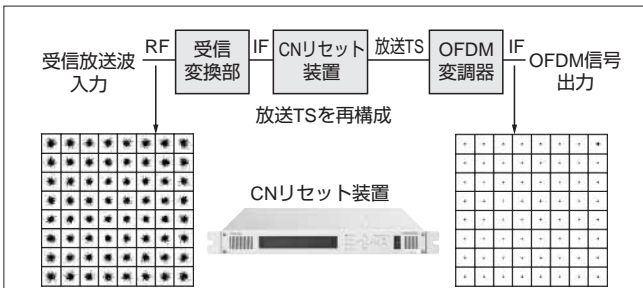 受信放送波
入力
RF
受信
変換部
IF
CNリセット
装置
放送TS
OFDM
変調器
IF
OFDM信号
出力
放送TSを再構成
CNリセット装置